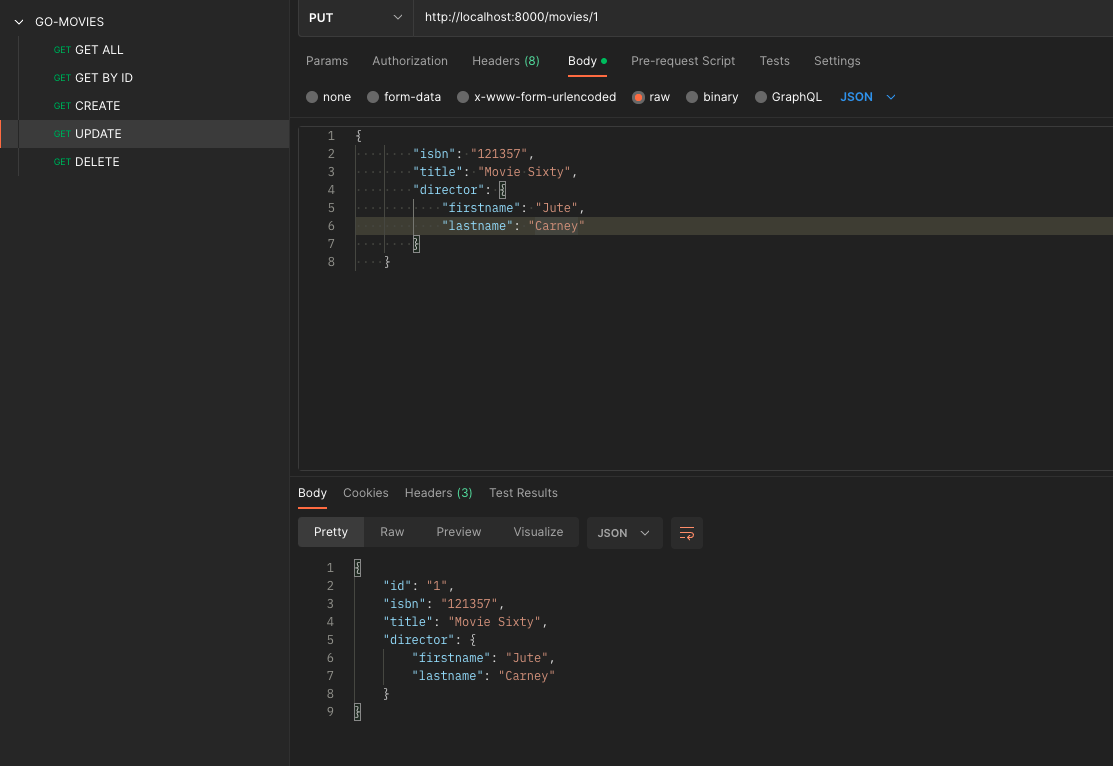 GO-MOVIES
GET GET ALL
GET GET BY ID
GET CREATE
GET UPDATE
GET DELETE
PUT http://localhost:8000/movies/1
Params Authorization Headers (8) Body Pre-request Script Tests Settings
none form-data x-www-form-urlencoded raw binary GraphQL JSON
1 {
2 "isbn": "121357",
3 "title": "Movie Sixty",
4 "director": {
5 "firstname": "Jute",
6 "lastname": "Carney"
7 }
8 }
Body Cookies Headers (3) Test Results
Pretty Raw Preview Visualize JSON
1 {
2 "id": "1",
3 "isbn": "121357",
4 "title": "Movie Sixty",
5 "director": {
6 "firstname": "Jute",
7 "lastname": "Carney"
8 }
9 }